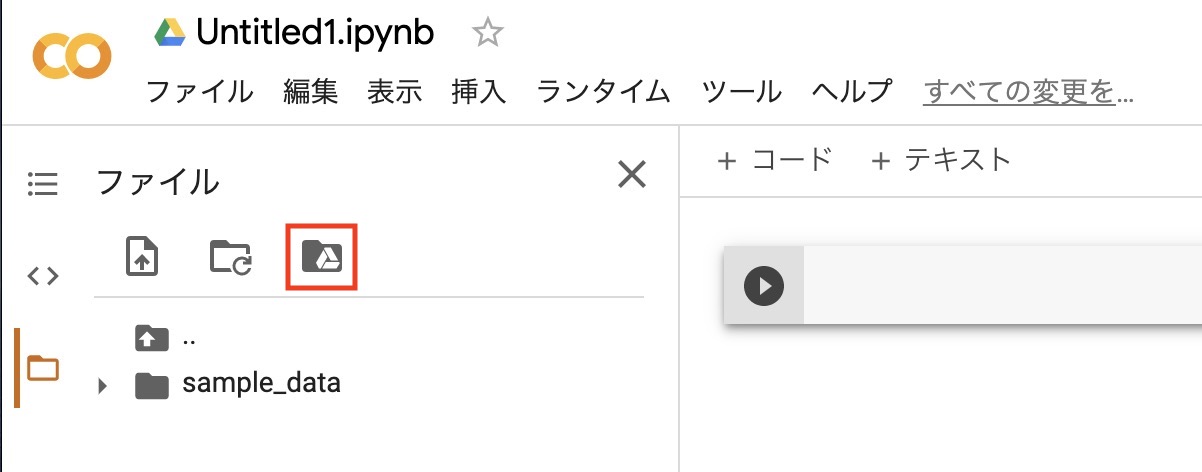 Untitled1.ipynb
ファイル 編集 表示 挿入 ランタイム ツール ヘルプ すべての変更を...
ファイル
+ コード + テキスト
..
sample_data